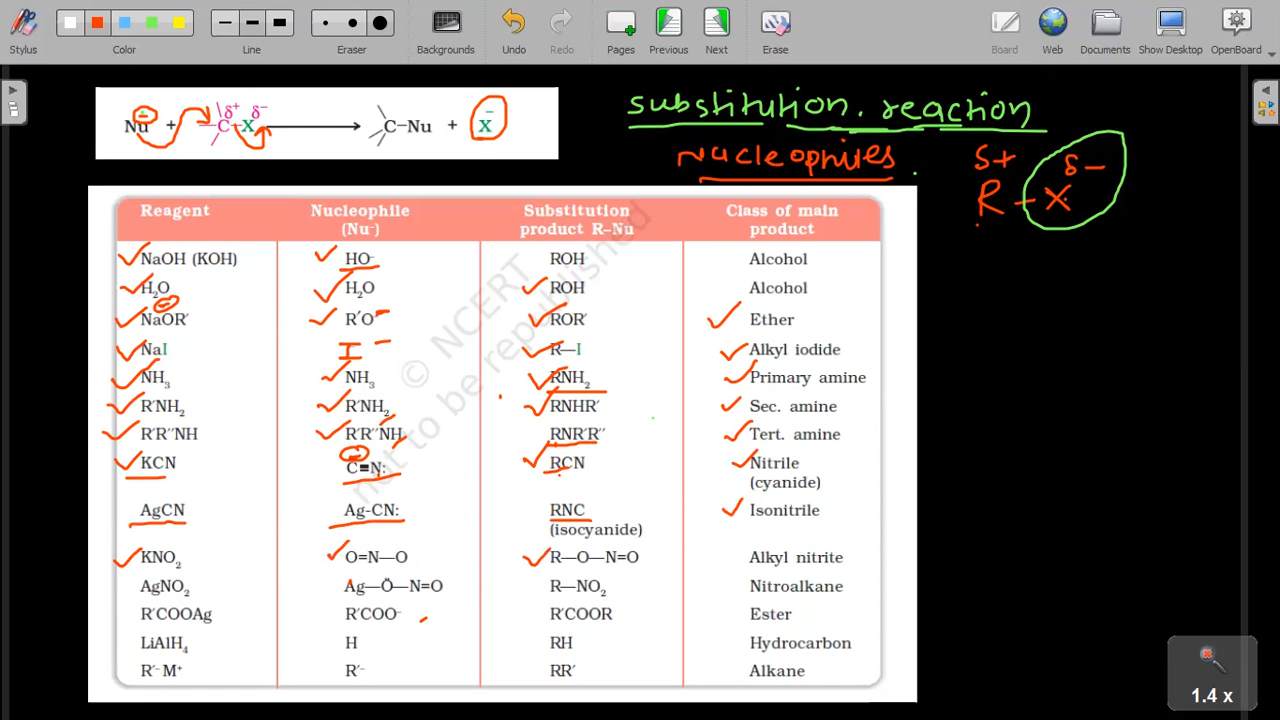 Stylus Color Line Eraser Backgrounds Undo Redo Pages Previous Next Erase Board Web Documents Show Desktop OpenBoard
Nu⁻ + C^δ+ –X^δ− → C–Nu + X⁻
substitution. reaction
Nucleophiles
δ+ δ−
R – X
Reagent Nucleophile (Nu⁻) Substitution product R–Nu Class of main product
NaOH (KOH) HO⁻ ROH Alcohol
H₂O H₂O ROH Alcohol
NaOR′ R′O⁻ ROR′ Ether
NaI I⁻ R—I Alkyl iodide
NH₃ NH₃ RNH₂ Primary amine
R′NH₂ R′NH₂ RNHR′ Sec. amine
R′R″NH R′R″NH RNR′R″ Tert. amine
KCN C≡N: RCN Nitrile
(cyanide)
AgCN Ag-CN: RNC Isonitrile
(isocyanide)
KNO₂ O=N—O R—O—N=O Alkyl nitrite
AgNO₂ Ag—Ö—N=O R—NO₂ Nitroalkane
R′COOAg R′COO⁻ R′COOR Ester
LiAlH₄ H RH Hydrocarbon
R′⁻ M⁺ R′⁻ RR′ Alkane
© NCERT
not to be republished
1.4 x